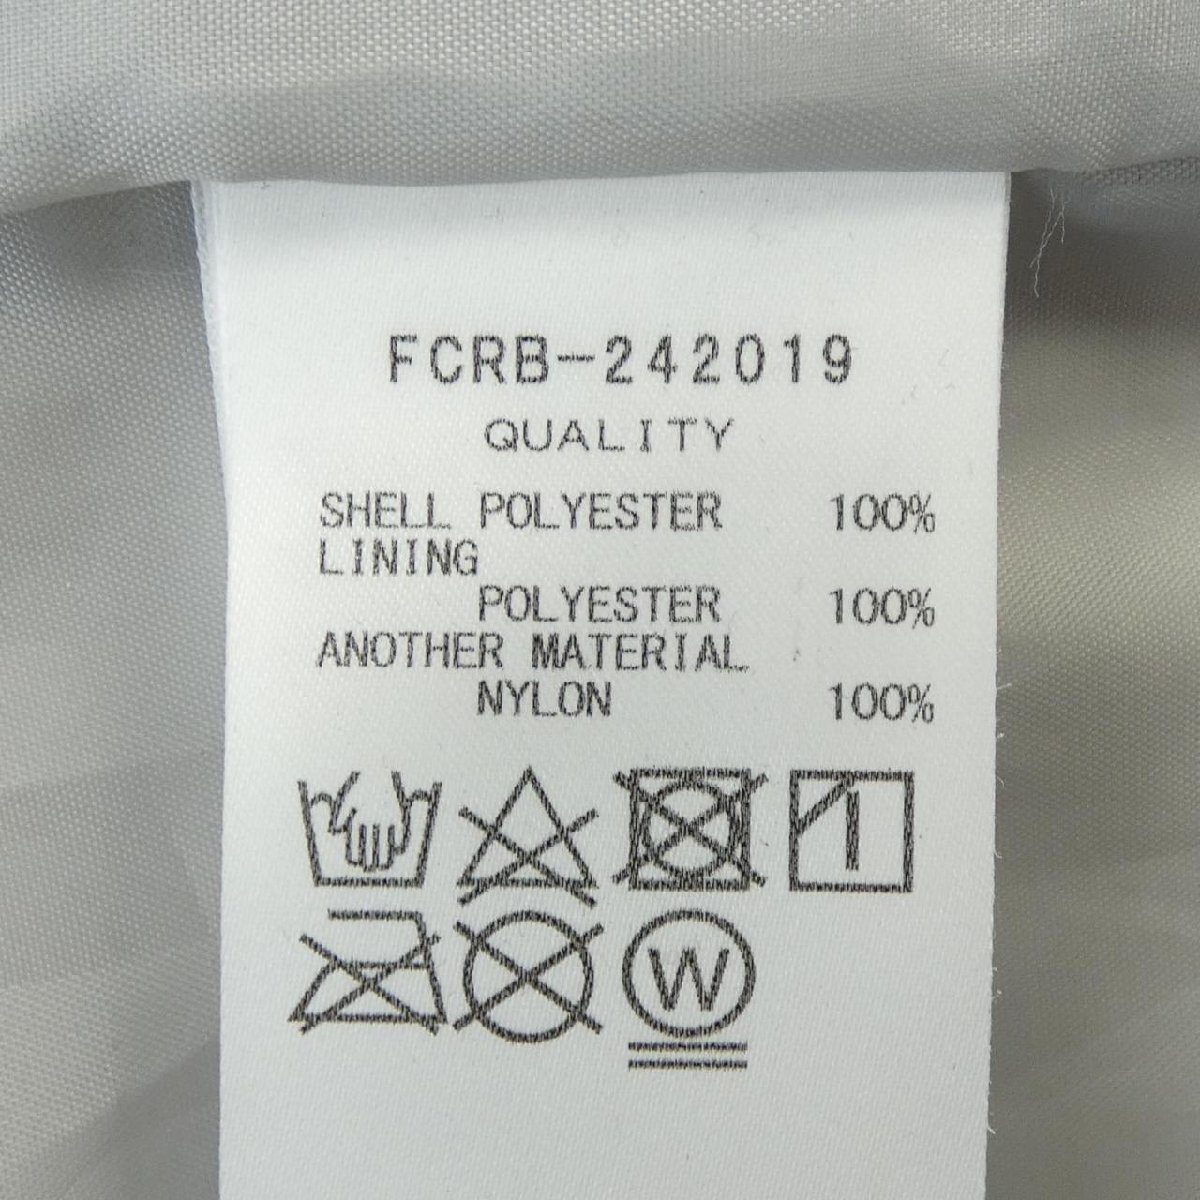 FCRB-242019
QUALITY
SHELL POLYESTER 100%
LINING
POLYESTER 100%
ANOTHER MATERIAL
NYLON 100%
W